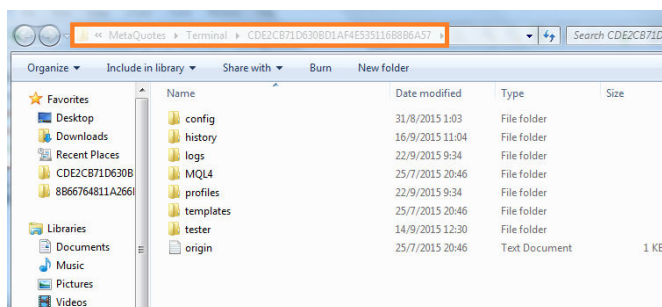 « MetaQuotes ▸ Terminal ▸ CDE2CB71D630BD1AF4E535116B8B6A57 ▸ Search CDE2CB71D
Organize ▾ Include in library ▾ Share with ▾ Burn New folder
Favorites
Desktop
Downloads
Recent Places
CDE2CB71D630B
8B66764811A266
Libraries
Documents
Music
Pictures
Videos
Name Date modified Type Size
config 31/8/2015 1:03 File folder
history 16/9/2015 11:04 File folder
logs 22/9/2015 9:34 File folder
MQL4 25/7/2015 20:46 File folder
profiles 22/9/2015 9:34 File folder
templates 25/7/2015 20:46 File folder
tester 14/9/2015 12:30 File folder
origin 25/7/2015 20:46 Text Document 1 KB